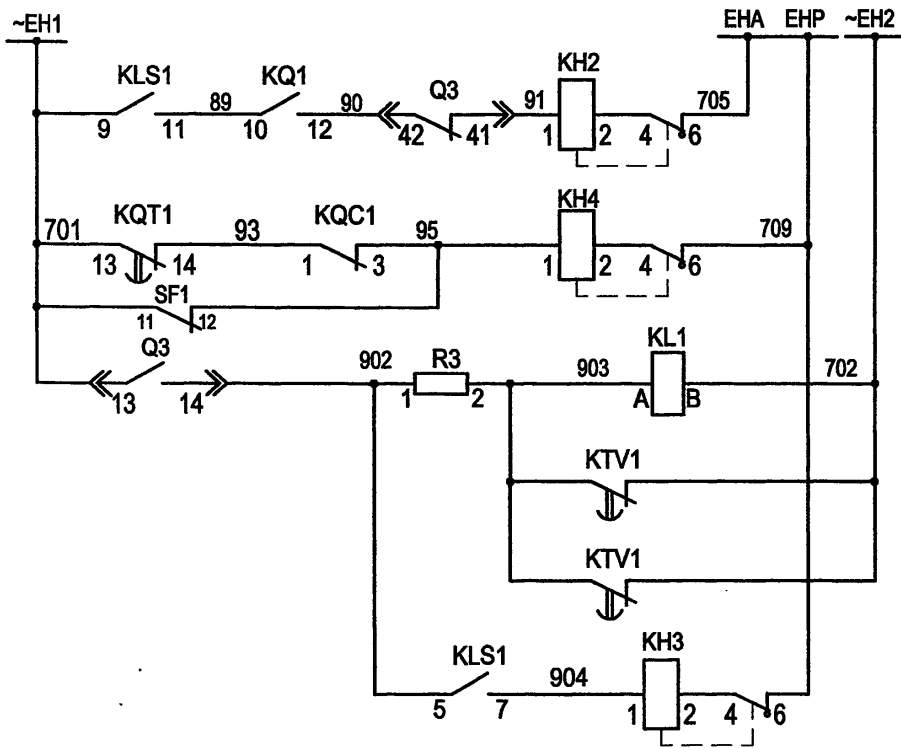 ~EH1 EHA EHP ~EH2
KLS1 KQ1 Q3 KH2
89 90 91 705
9 11 10 12 42 41 1 2 4 6
KQT1 KQC1 KH4
701 93 95 709
13 14 1 3 1 2 4 6
SF1
11 12
Q3 902 R3 903 KL1 702
13 14 1 2 A B
KTV1
KTV1
KLS1 904 KH3
5 7 1 2 4 6